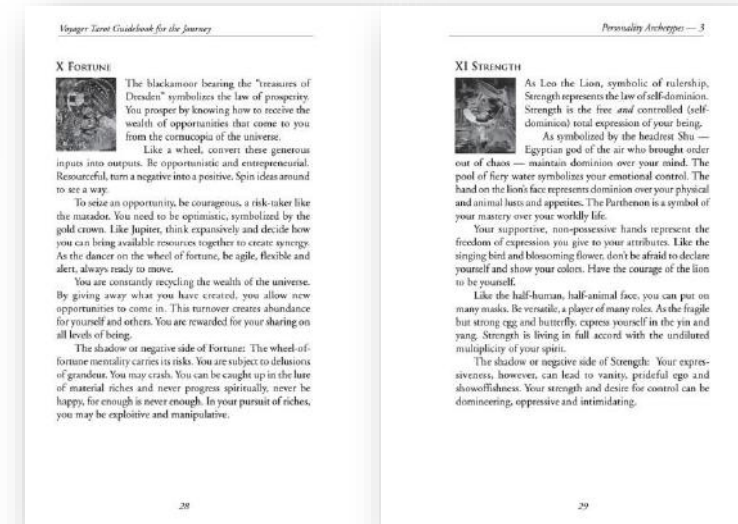 Voyager Tarot Guidebook for the Journey
X FORTUNE
The blackamoor bearing the "treasures of
Dresden" symbolizes the law of prosperity.
You prosper by knowing how to receive the
wealth of opportunities that come to you
from the cornucopia of the universe.
Like a wheel, convert these generous
inputs into outputs. Be opportunistic and entrepreneurial.
Resourceful, turn a negative into a positive. Spin ideas around
to see a way.
To seize an opportunity, be courageous, a risk-taker like
the matador. You need to be optimistic, symbolized by the
gold crown. Like Jupiter, think expansively and decide how
you can bring available resources together to create synergy.
As the dancer on the wheel of fortune, be agile, flexible and
alert, always ready to move.
You are constantly recycling the wealth of the universe.
By giving away what you have created, you allow new
opportunities to come in. This turnover creates abundance
for yourself and others. You are rewarded for your sharing on
all levels of being.
The shadow or negative side of Fortune: The wheel-of-
fortune mentality carries its risks. You are subject to delusions
of grandeur. You may crash. You can be caught up in the lure
of material riches and never progress spiritually, never be
happy, for enough is never enough. In your pursuit of riches,
you may be exploitive and manipulative.
28
Personality Archetypes — 3
XI STRENGTH
As Leo the Lion, symbolic of rulership,
Strength represents the law of self-dominion.
Strength is the free and controlled (self-
dominion) total expression of your being.
As symbolized by the headrest Shu —
Egyptian god of the air who brought order
out of chaos — maintain dominion over your mind. The
pool of fiery water symbolizes your emotional control. The
hand on the lion's face represents dominion over your physical
and animal lusts and appetites. The Parthenon is a symbol of
your mastery over your worldly life.
Your supportive, non-possessive hands represent the
freedom of expression you give to your attributes. Like the
singing bird and blossoming flower, don't be afraid to declare
yourself and show your colors. Have the courage of the lion
to be yourself.
Like the half-human, half-animal face, you can put on
many masks. Be versatile, a player of many roles. As the fragile
but strong egg and butterfly, express yourself in the yin and
yang. Strength is living in full accord with the undiluted
multiplicity of your spirit.
The shadow or negative side of Strength: Your expres-
siveness, however, can lead to vanity, prideful ego and
showoffishness. Your strength and desire for control can be
domineering, oppressive and intimidating.
29